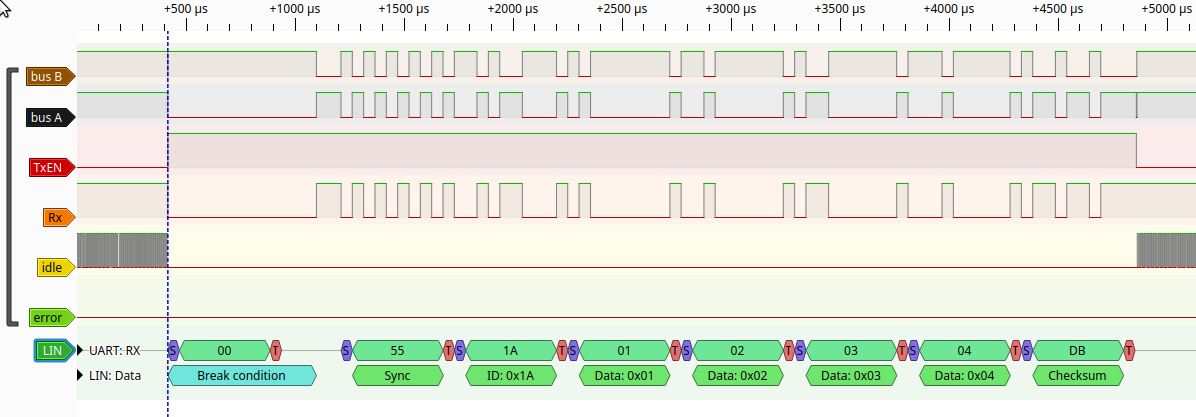 +500 µs +1000 µs +1500 µs +2000 µs +2500 µs +3000 µs +3500 µs +4000 µs +4500 µs +5000 µs
bus B
bus A
TxEN
Rx
idle
error
LIN UART: RX S 00 T S 55 T S 1A T S 01 T S 02 T S 03 T S 04 T S DB T
LIN: Data Break condition Sync ID: 0x1A Data: 0x01 Data: 0x02 Data: 0x03 Data: 0x04 Checksum